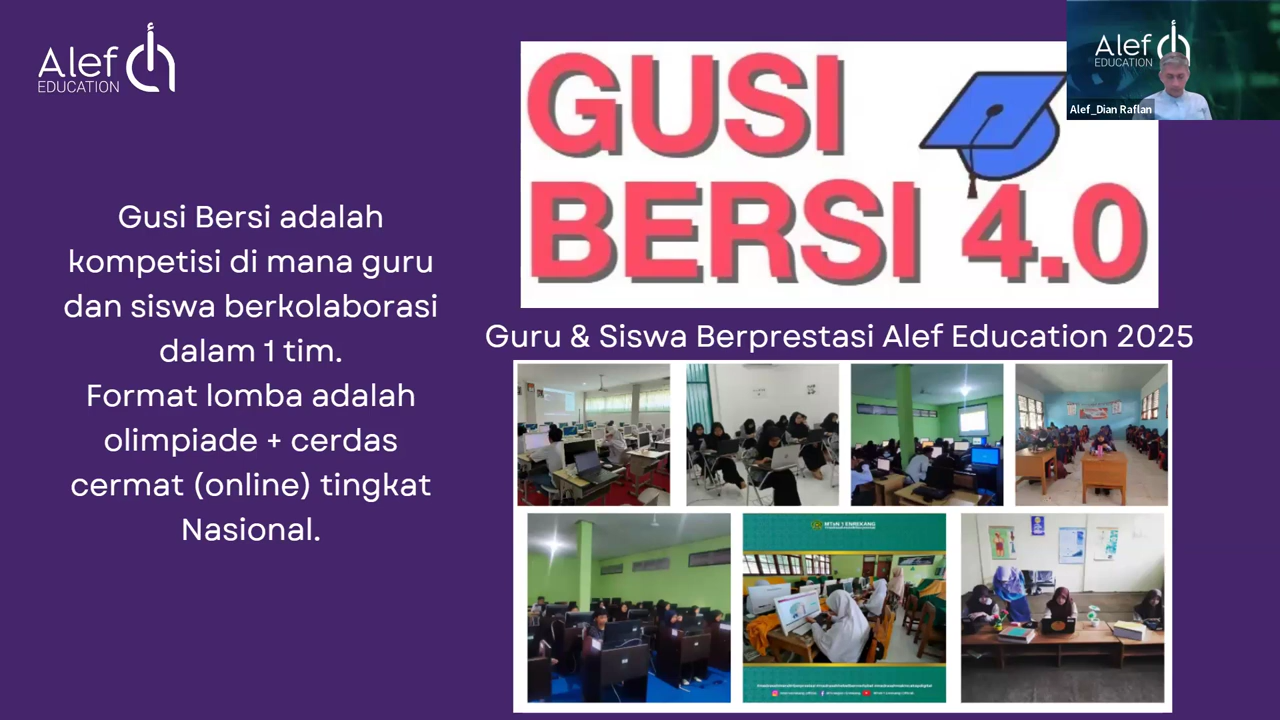 Alef
EDUCATION
Gusi Bersi adalah
kompetisi di mana guru
dan siswa berkolaborasi
dalam 1 tim.
Format lomba adalah
olimpiade + cerdas
cermat (online) tingkat
Nasional.
GUSI
BERSI 4.0
Guru & Siswa Berprestasi Alef Education 2025
MTsN 1 ENREKANG
Alef
EDUCATION
Alef_Dian Raflan